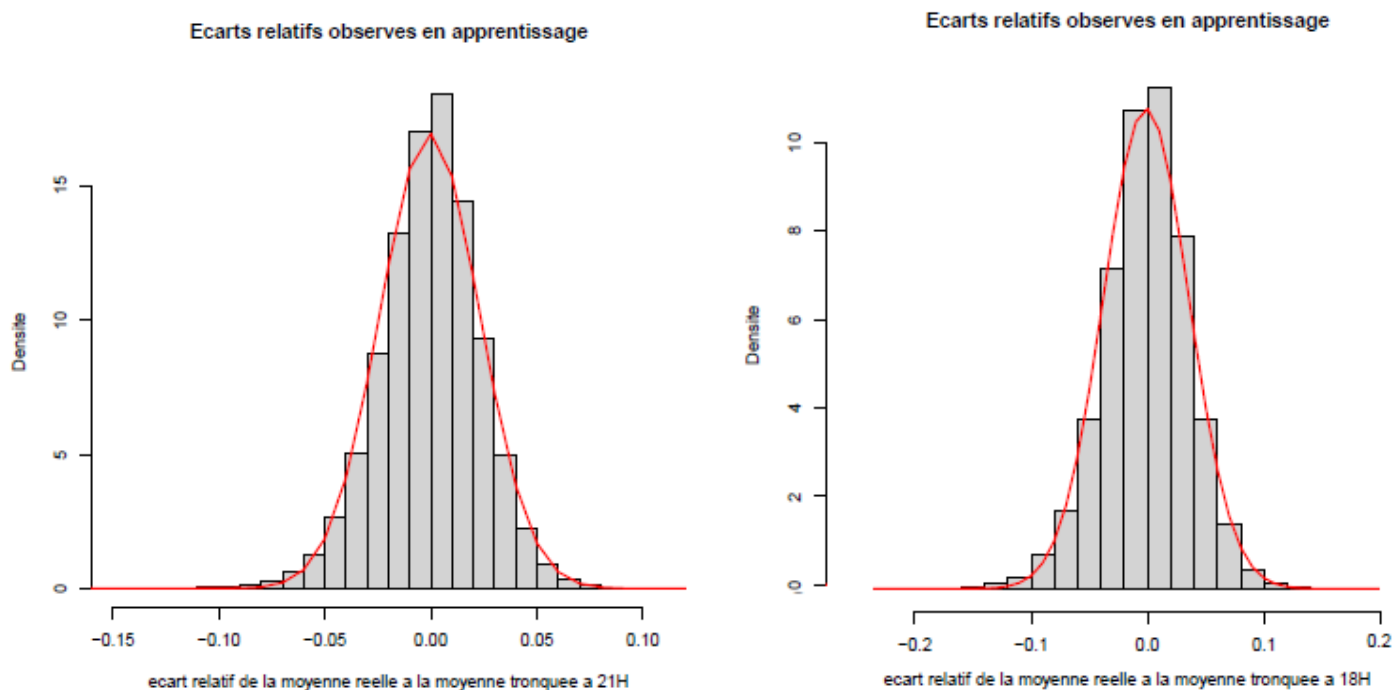 Ecarts relatifs observes en apprentissage
Densite
0
5
10
15
−0.15 −0.10 −0.05 0.00 0.05 0.10
ecart relatif de la moyenne reelle a la moyenne tronquee a 21H
Ecarts relatifs observes en apprentissage
Densite
0
2
4
6
8
10
−0.2 −0.1 0.0 0.1 0.2
ecart relatif de la moyenne reelle a la moyenne tronquee a 18H